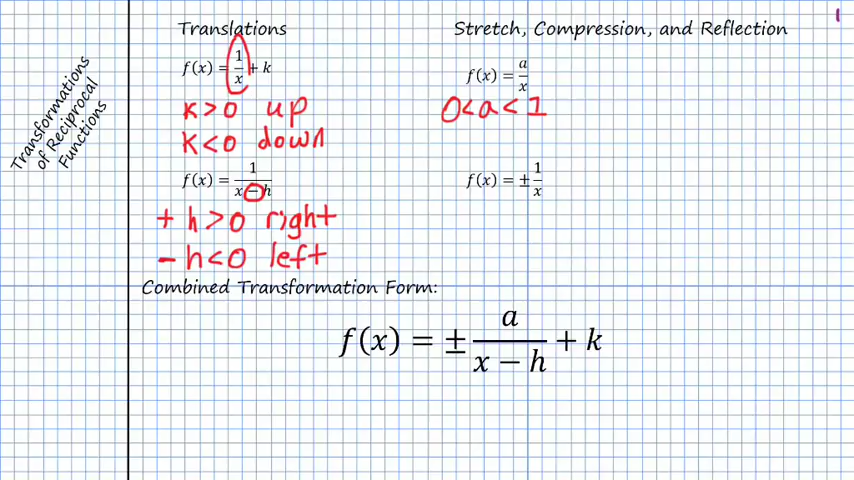 Transformations
of Reciprocal
Functions
Translations
f(x) = 1/x + k
K > 0 up
K < 0 down
f(x) = 1/(x − h)
+ h > 0 right
- h < 0 left
Stretch, Compression, and Reflection
f(x) = a/x
0 < a < 1
f(x) = ± 1/x
Combined Transformation Form:
f(x) = ± a/(x − h) + k
1